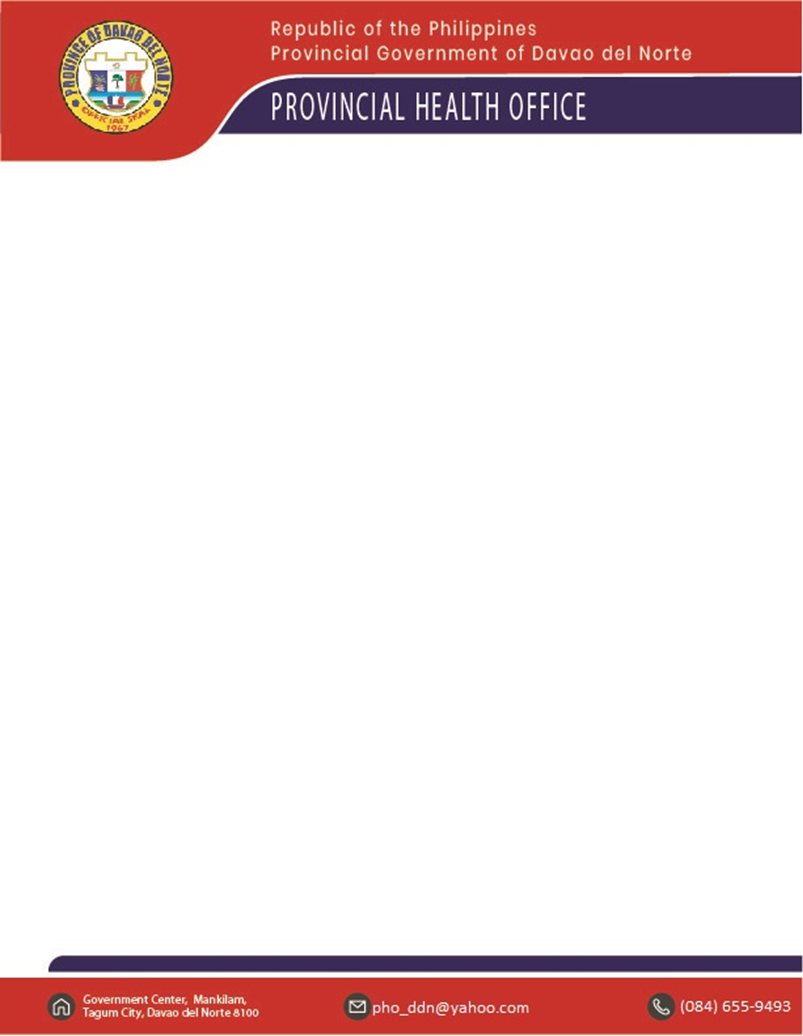 PROVINCE OF DAVAO DEL NORTE
OFFICIAL SEAL
1967
Republic of the Philippines
Provincial Government of Davao del Norte
PROVINCIAL HEALTH OFFICE
Government Center, Mankilam,
Tagum City, Davao del Norte 8100
pho_ddn@yahoo.com
(084) 655-9493